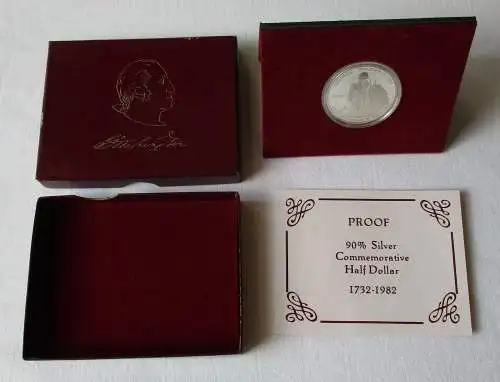 PROOF
90% Silver
Commemorative
Half Dollar
1732-1982